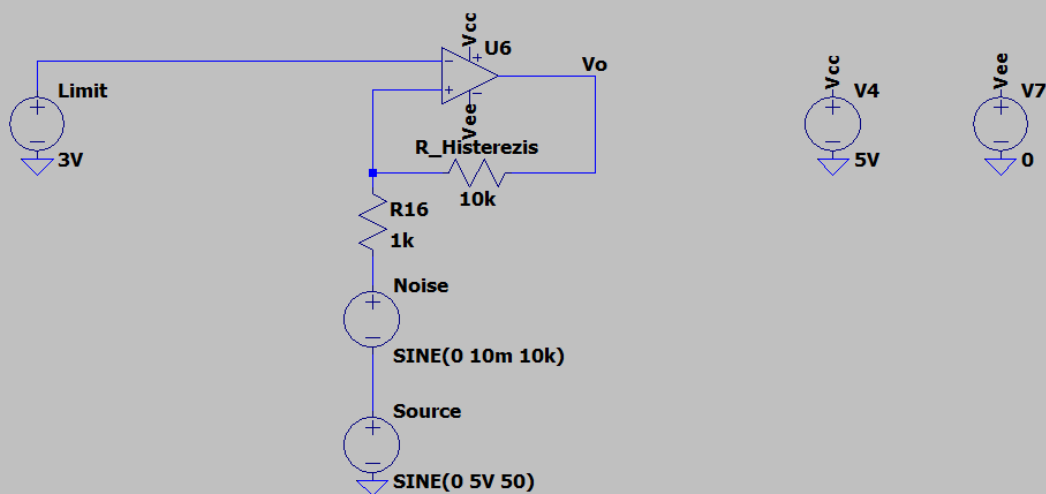 Vcc
U6
Vo
Vee
Limit
3V
R_Histerezis
10k
R16
1k
Noise
SINE(0 10m 10k)
Source
SINE(0 5V 50)
Vcc
V4
5V
Vee
V7
0